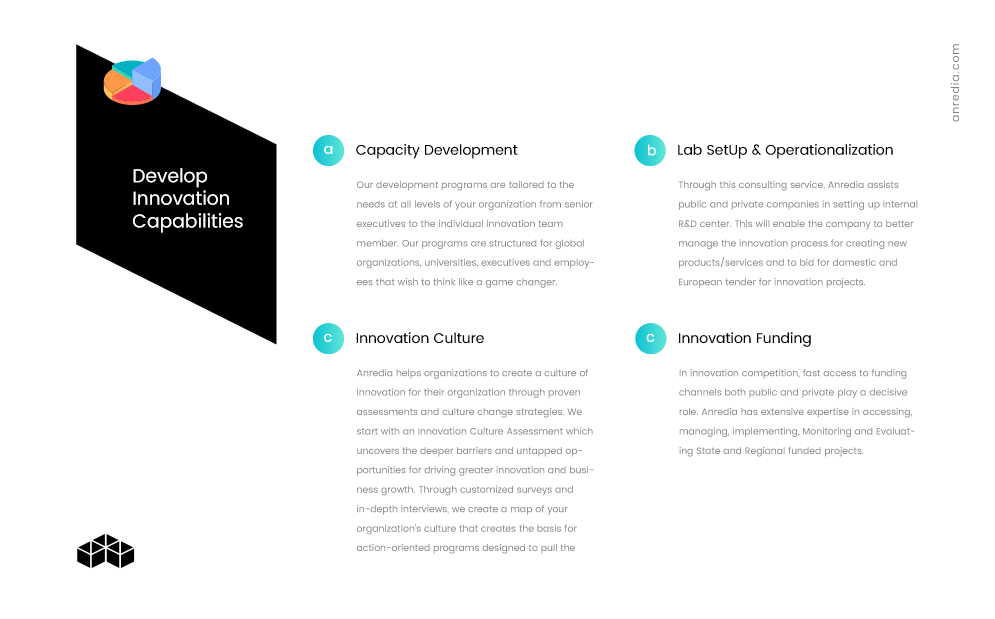 anredia.com
Develop
Innovation
Capabilities
a
Capacity Development
Our development programs are tailored to the
needs at all levels of your organization from senior
executives to the individual innovation team
member. Our programs are structured for global
organizations, universities, executives and employ-
ees that wish to think like a game changer.
b
Lab SetUp & Operationalization
Through this consulting service, Anredia assists
public and private companies in setting up internal
R&D center. This will enable the company to better
manage the innovation process for creating new
products/services and to bid for domestic and
European tender for innovation projects.
c
Innovation Culture
Anredia helps organizations to create a culture of
innovation for their organization through proven
assessments and culture change strategies. We
start with an Innovation Culture Assessment which
uncovers the deeper barriers and untapped op-
portunities for driving greater innovation and busi-
ness growth. Through customized surveys and
in-depth interviews, we create a map of your
organization's culture that creates the basis for
action-oriented programs designed to pull the
c
Innovation Funding
In innovation competition, fast access to funding
channels both public and private play a decisive
role. Anredia has extensive expertise in accessing,
managing, implementing, Monitoring and Evaluat-
ing State and Regional funded projects.